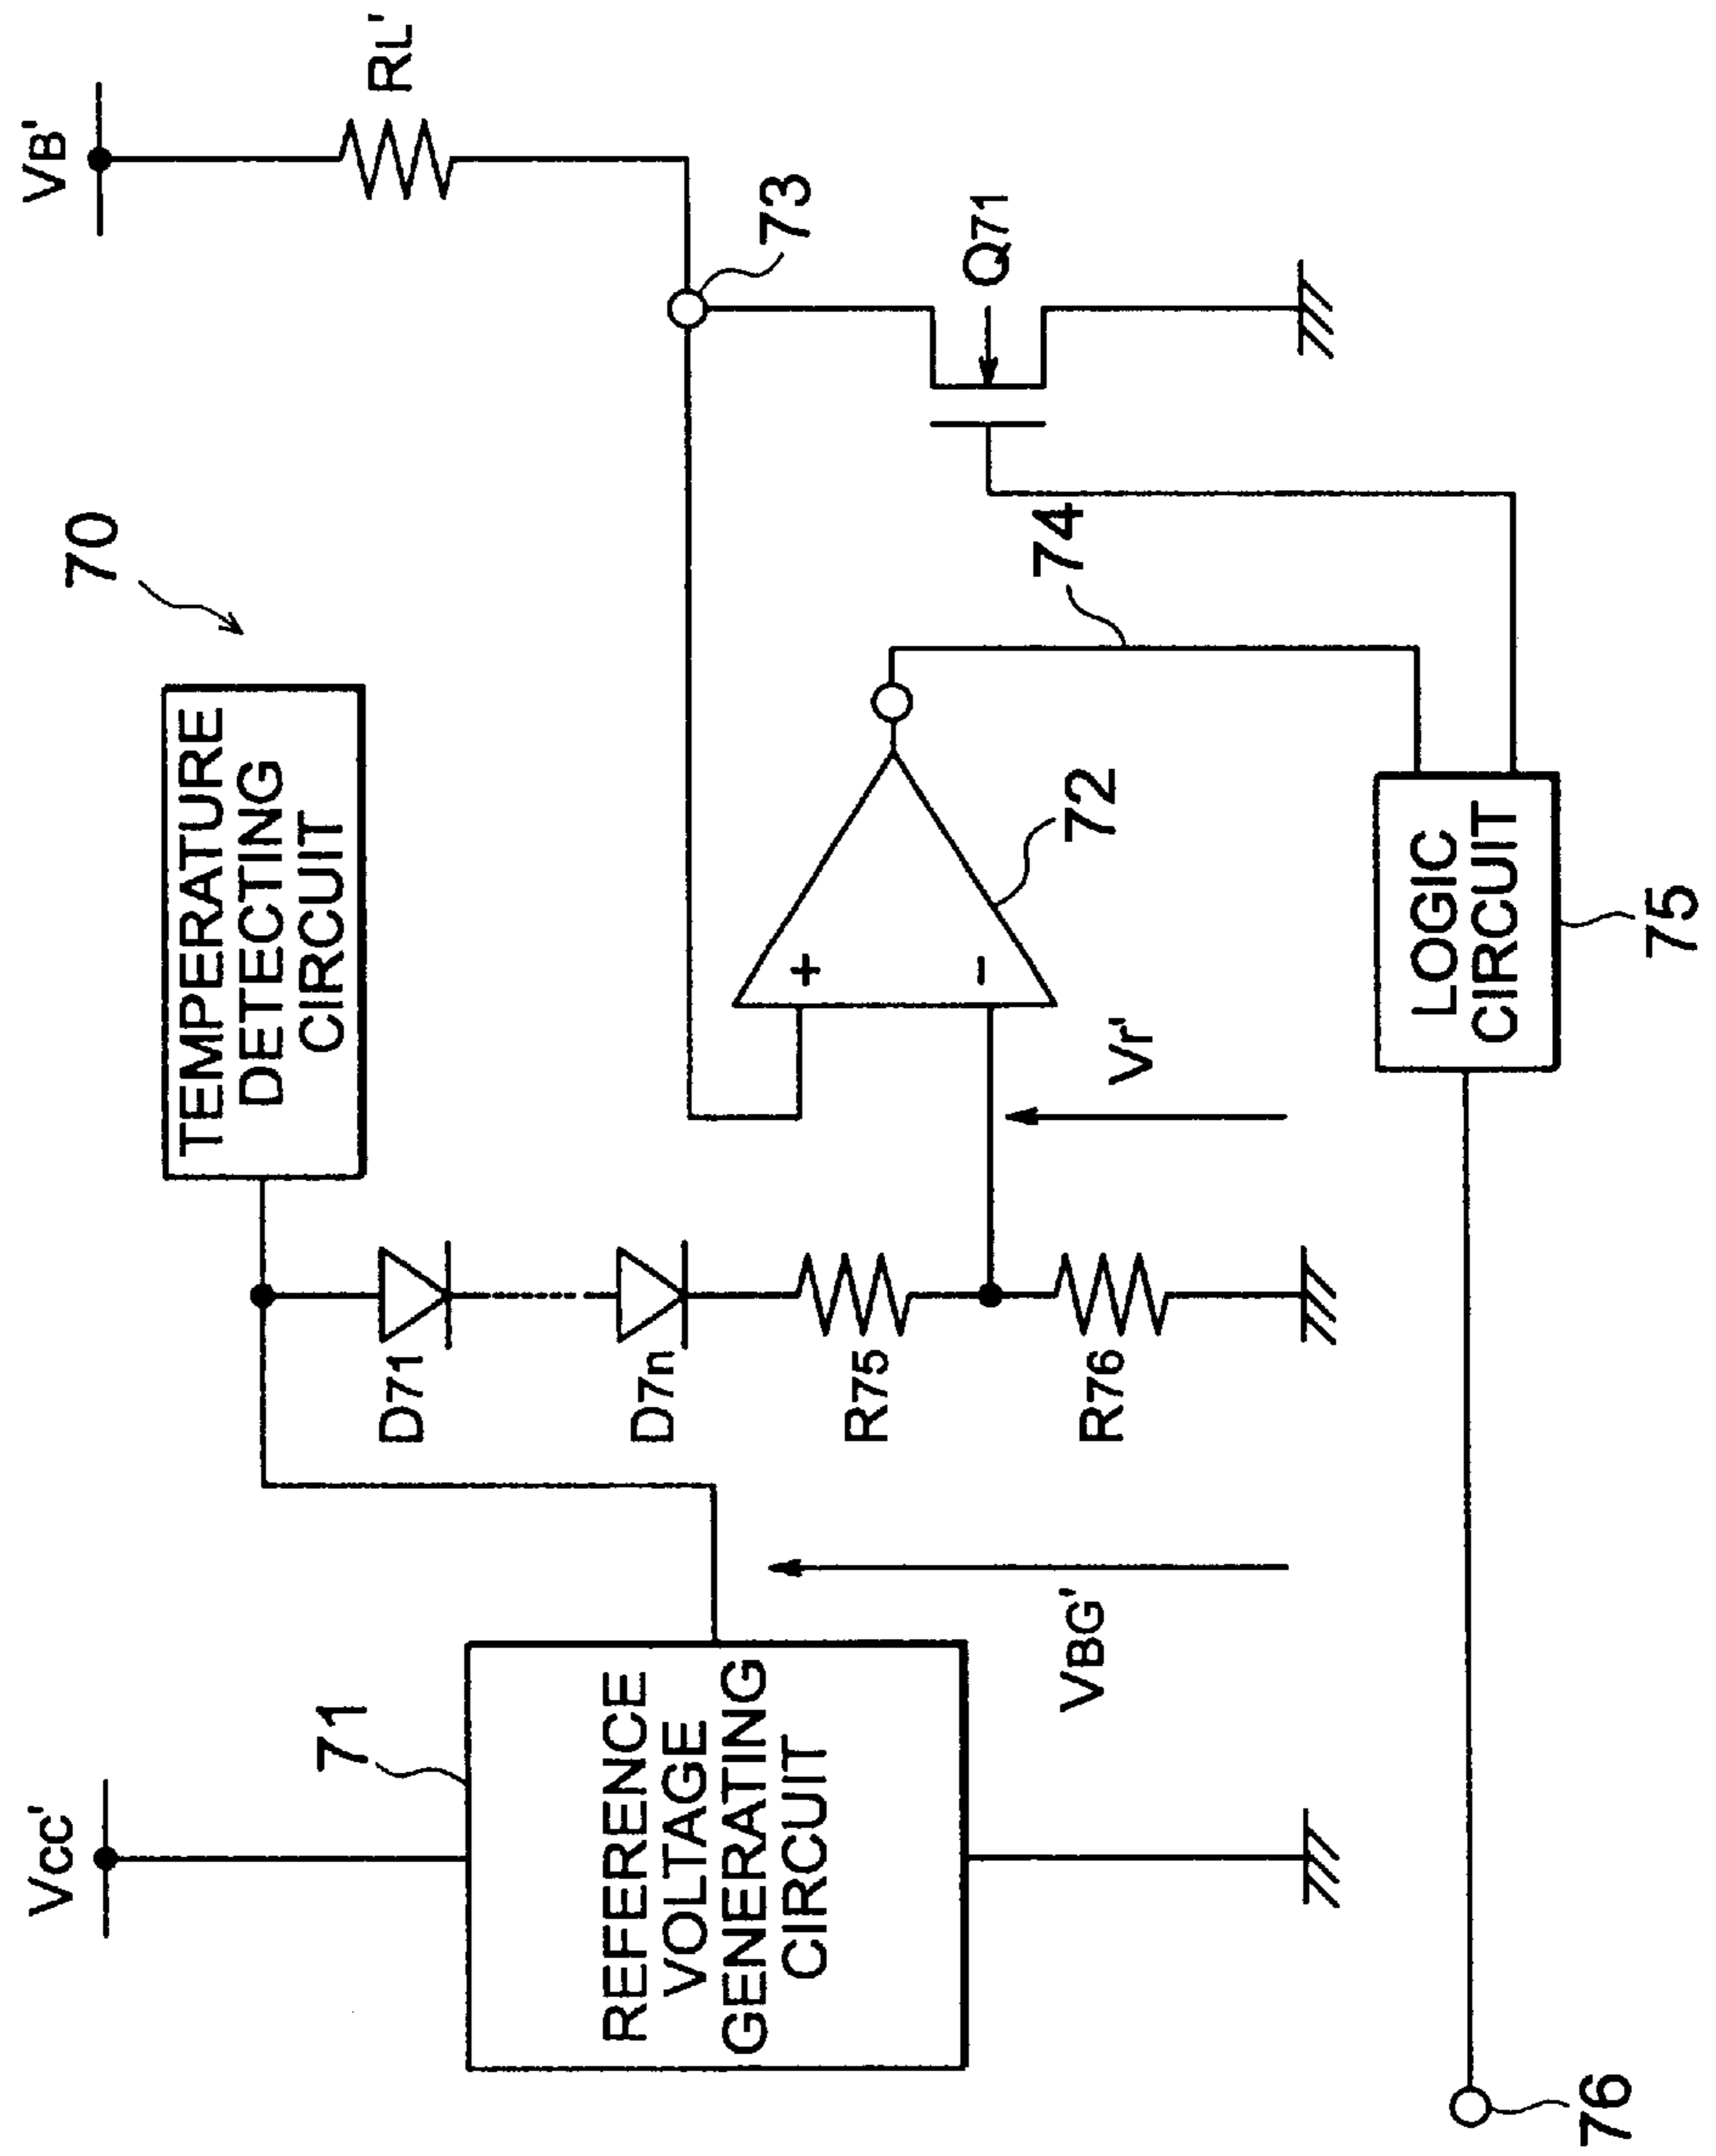 70
VCC'
71
REFERENCE
VOLTAGE
GENERATING
CIRCUIT
VBG'
TEMPERATURE
DETECTING
CIRCUIT
D71
D7n
R75
R76
Vr'
+
-
72
74
LOGIC
CIRCUIT
75
76
VB'
RL'
73
Q71